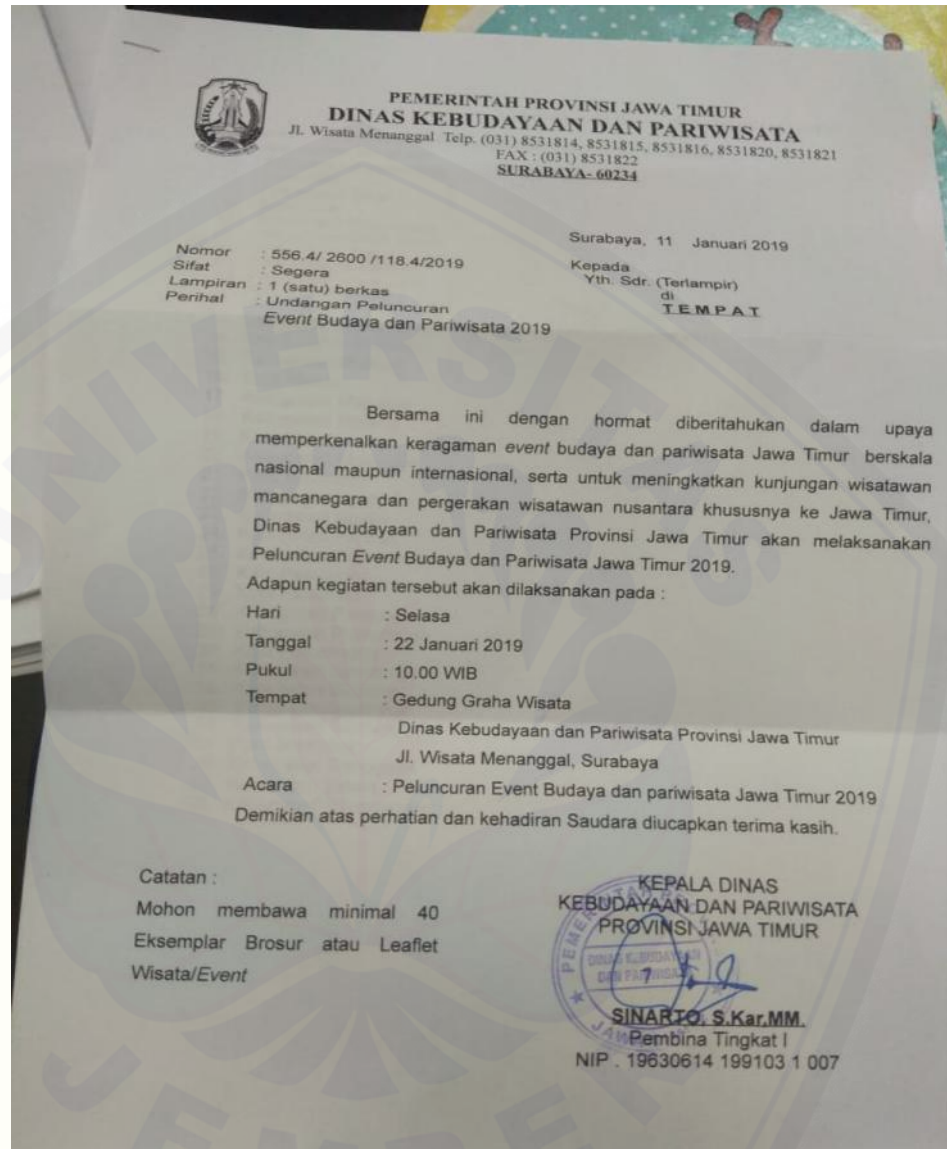 PEMERINTAH PROVINSI JAWA TIMUR
DINAS KEBUDAYAAN DAN PARIWISATA
Jl. Wisata Menanggal Telp. (031) 8531814, 8531815, 8531816, 8531820, 8531821
FAX : (031) 8531822
SURABAYA- 60234
Surabaya, 11 Januari 2019
Kepada
Yth. Sdr. (Terlampir)
di
TEMPAT
Nomor : 556.4/ 2600 /118.4/2019
Sifat : Segera
Lampiran : 1 (satu) berkas
Perihal : Undangan Peluncuran
Event Budaya dan Pariwisata 2019
Bersama ini dengan hormat diberitahukan dalam upaya
memperkenalkan keragaman event budaya dan pariwisata Jawa Timur berskala
nasional maupun internasional, serta untuk meningkatkan kunjungan wisatawan
mancanegara dan pergerakan wisatawan nusantara khususnya ke Jawa Timur,
Dinas Kebudayaan dan Pariwisata Provinsi Jawa Timur akan melaksanakan
Peluncuran Event Budaya dan Pariwisata Jawa Timur 2019.
Adapun kegiatan tersebut akan dilaksanakan pada :
Hari : Selasa
Tanggal : 22 Januari 2019
Pukul : 10.00 WIB
Tempat : Gedung Graha Wisata
Dinas Kebudayaan dan Pariwisata Provinsi Jawa Timur
Jl. Wisata Menanggal, Surabaya
Acara : Peluncuran Event Budaya dan pariwisata Jawa Timur 2019
Demikian atas perhatian dan kehadiran Saudara diucapkan terima kasih.
Catatan :
Mohon membawa minimal 40
Eksemplar Brosur atau Leaflet
Wisata/Event
KEPALA DINAS
KEBUDAYAAN DAN PARIWISATA
PROVINSI JAWA TIMUR
DINAS KEBUDAYAAN
DAN PARIWISATA
SINARTO, S.Kar,MM.
Pembina Tingkat I
NIP . 19630614 199103 1 007
UNIVERSITAS
JEMBER